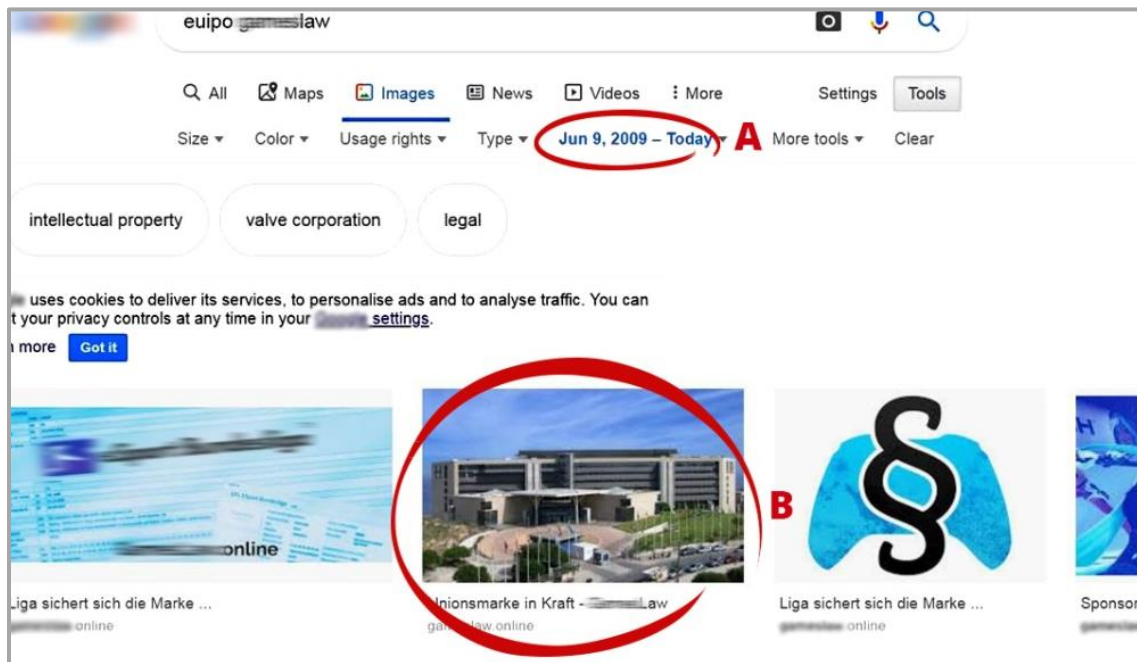 euipo law
All Maps Images News Videos More Settings Tools
Size Color Usage rights Type Jun 9, 2009 – Today A More tools Clear
intellectual property valve corporation legal
uses cookies to deliver its services, to personalise ads and to analyse traffic. You can
t your privacy controls at any time in your settings.
more Got it
online
B
§
Liga sichert sich die Marke ... Unionsmarke in Kraft - Law Liga sichert sich die Marke ... Sponsor
online law.online online